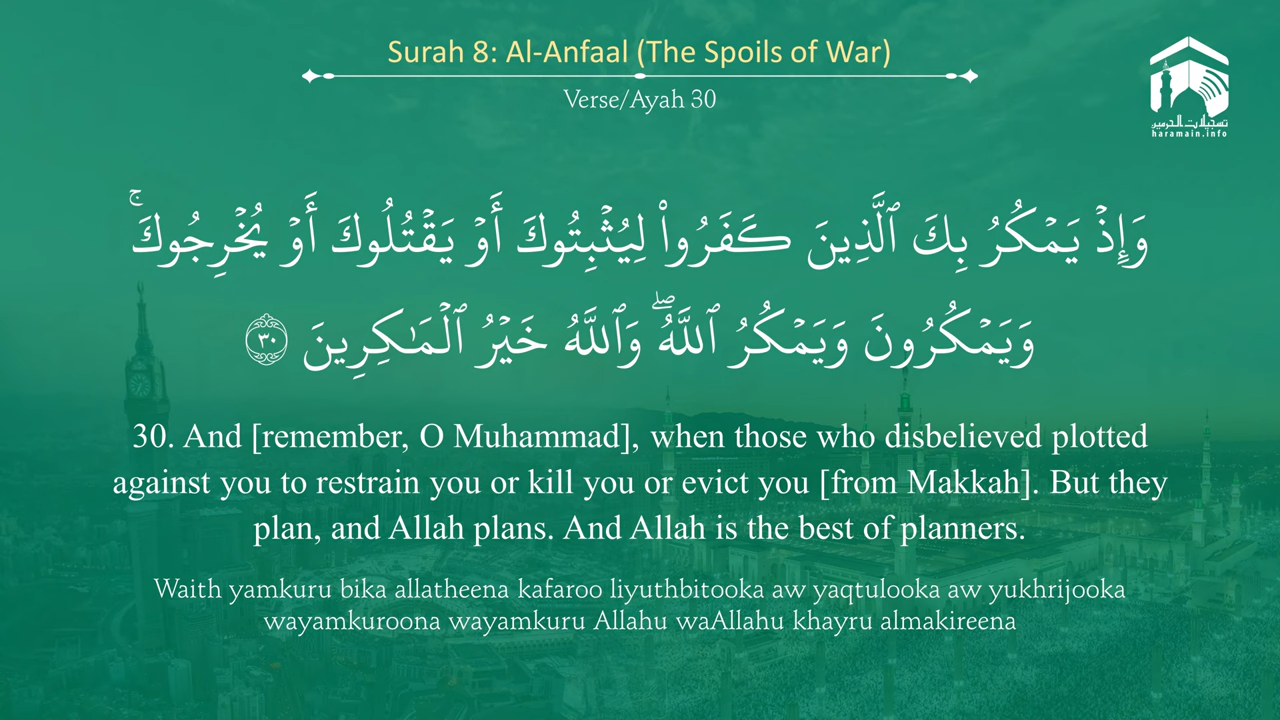 Surah 8: Al-Anfaal (The Spoils of War)
Verse/Ayah 30
تسجيلات الحرمين
haramain.info
وَإِذْ يَمْكُرُ بِكَ ٱلَّذِينَ كَفَرُوا۟ لِيُثْبِتُوكَ أَوْ يَقْتُلُوكَ أَوْ يُخْرِجُوكَ ۚ
وَيَمْكُرُونَ وَيَمْكُرُ ٱللَّهُ ۖ وَٱللَّهُ خَيْرُ ٱلْمَـٰكِرِينَ ٣٠
30. And [remember, O Muhammad], when those who disbelieved plotted
against you to restrain you or kill you or evict you [from Makkah]. But they
plan, and Allah plans. And Allah is the best of planners.
Waith yamkuru bika allatheena kafaroo liyuthbitooka aw yaqtulooka aw yukhrijooka
wayamkuroona wayamkuru Allahu waAllahu khayru almakireena